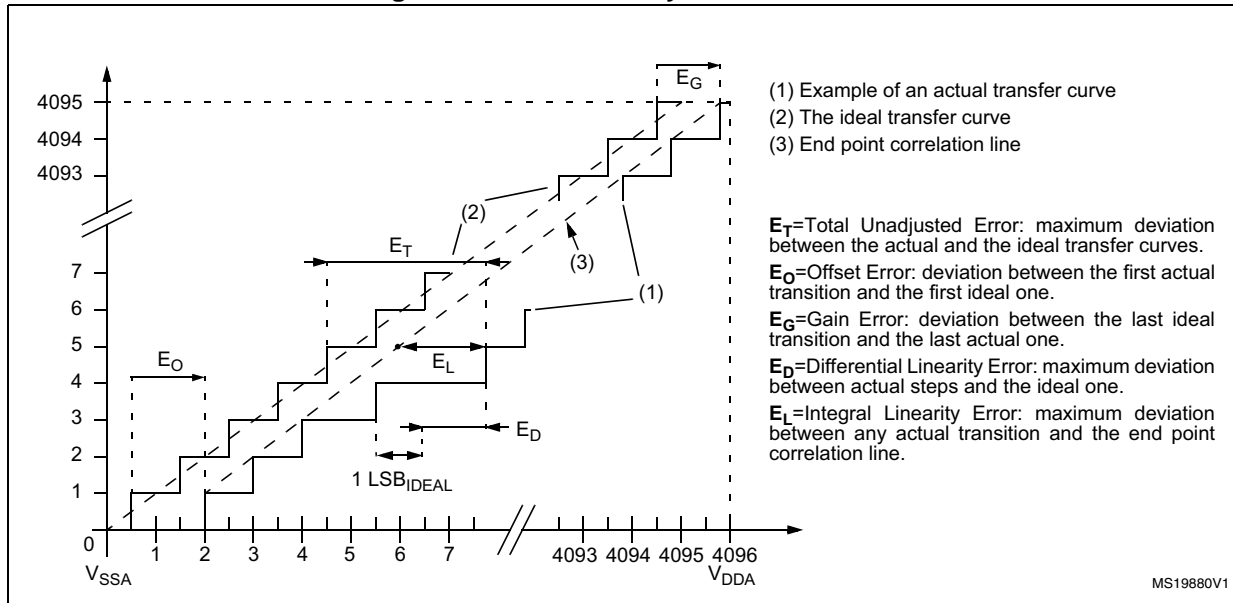 E_G
4095
4094
4093
(1) Example of an actual transfer curve
(2) The ideal transfer curve
(3) End point correlation line
(2)
E_T
(3)
(1)
7
6
5
4
3
2
1
E_O
E_L
E_D
1 LSB_IDEAL
E_T=Total Unadjusted Error: maximum deviation
between the actual and the ideal transfer curves.
E_O=Offset Error: deviation between the first actual
transition and the first ideal one.
E_G=Gain Error: deviation between the last ideal
transition and the last actual one.
E_D=Differential Linearity Error: maximum deviation
between actual steps and the ideal one.
E_L=Integral Linearity Error: maximum deviation
between any actual transition and the end point
correlation line.
0
1 2 3 4 5 6 7 4093 4094 4095 4096
V_SSA V_DDA
MS19880V1